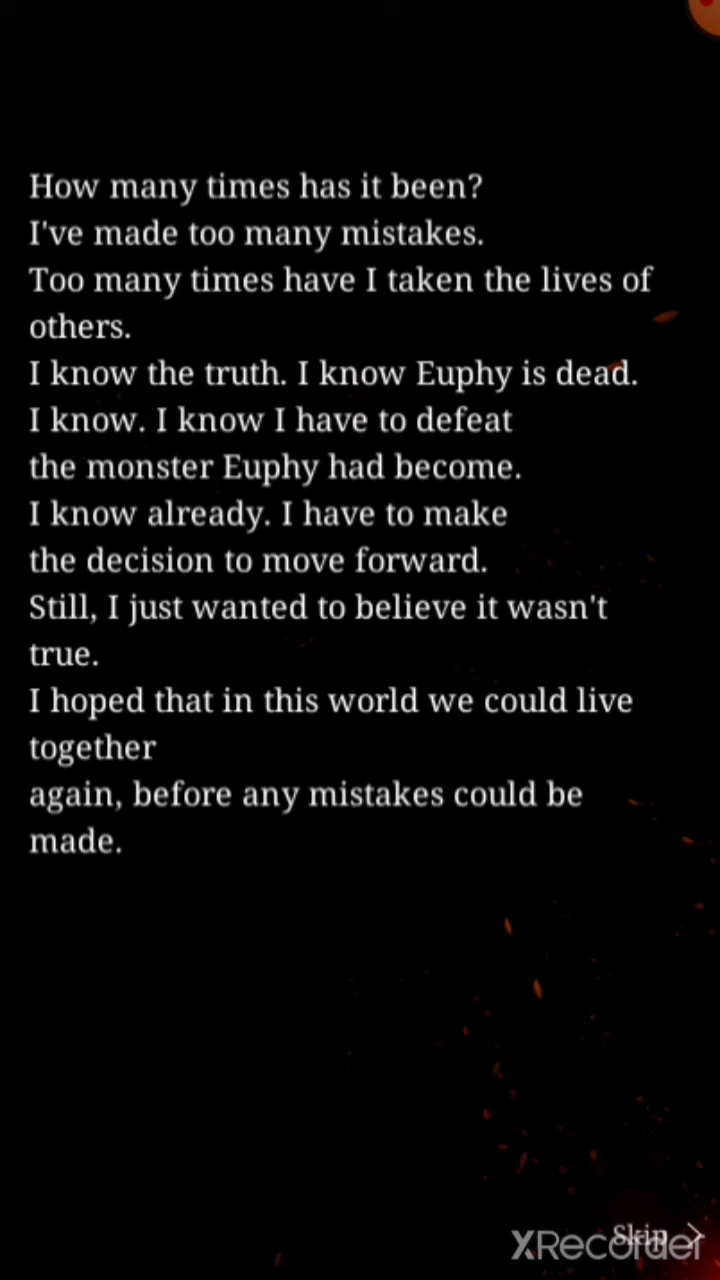 How many times has it been?
I've made too many mistakes.
Too many times have I taken the lives of
others.
I know the truth. I know Euphy is dead.
I know. I know I have to defeat
the monster Euphy had become.
I know already. I have to make
the decision to move forward.
Still, I just wanted to believe it wasn't
true.
I hoped that in this world we could live
together
again, before any mistakes could be
made.
Skip
XRecorder